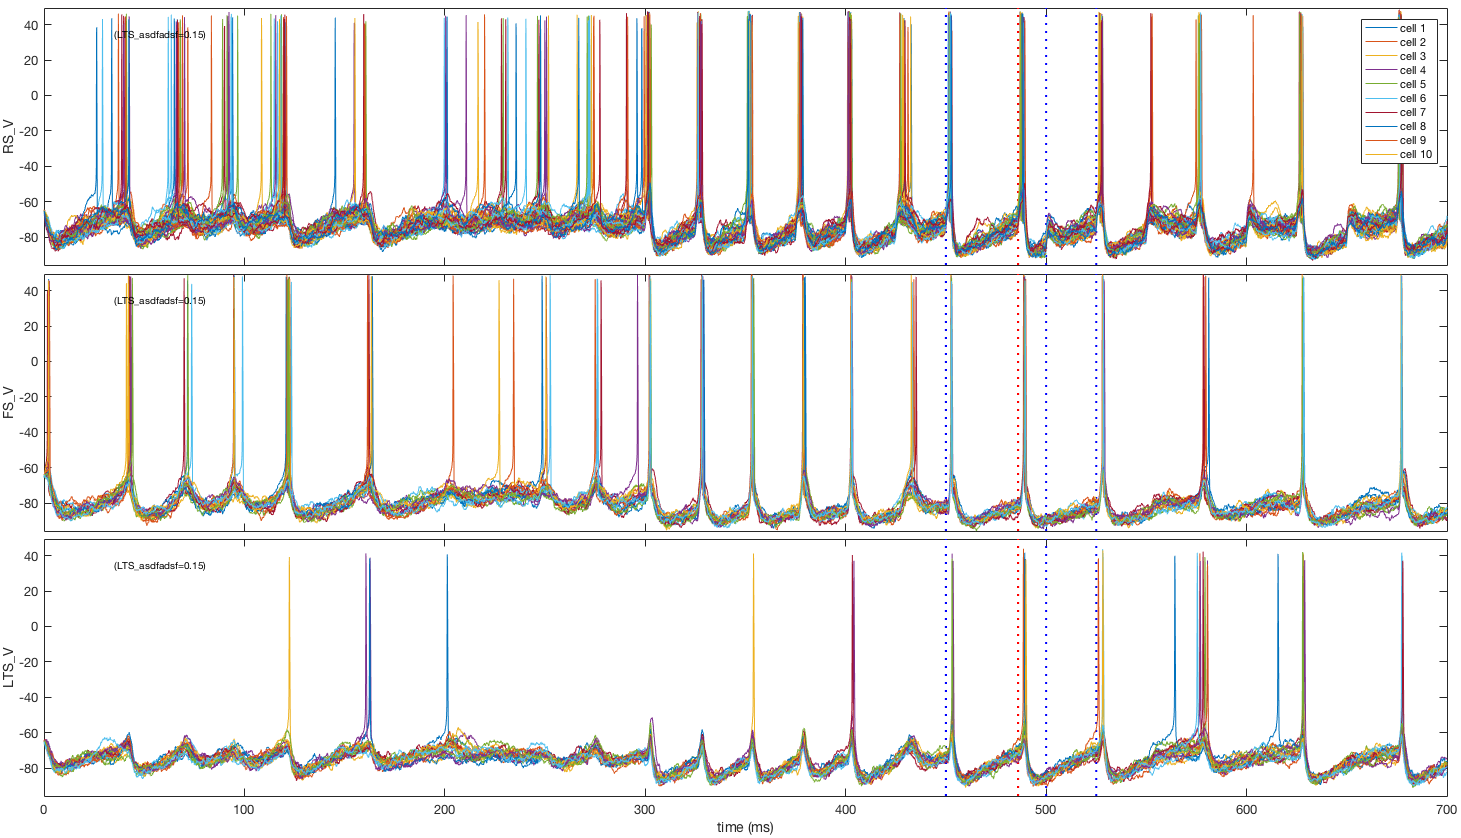 40
20
0
-20
-40
-60
-80
RS_V
(LTS_asdfadsf=0.15)
cell 1
cell 2
cell 3
cell 4
cell 5
cell 6
cell 7
cell 8
cell 9
cell 10
40
20
0
-20
-40
-60
-80
FS_V
(LTS_asdfadsf=0.15)
40
20
0
-20
-40
-60
-80
LTS_V
(LTS_asdfadsf=0.15)
0 100 200 300 400 500 600 700
time (ms)